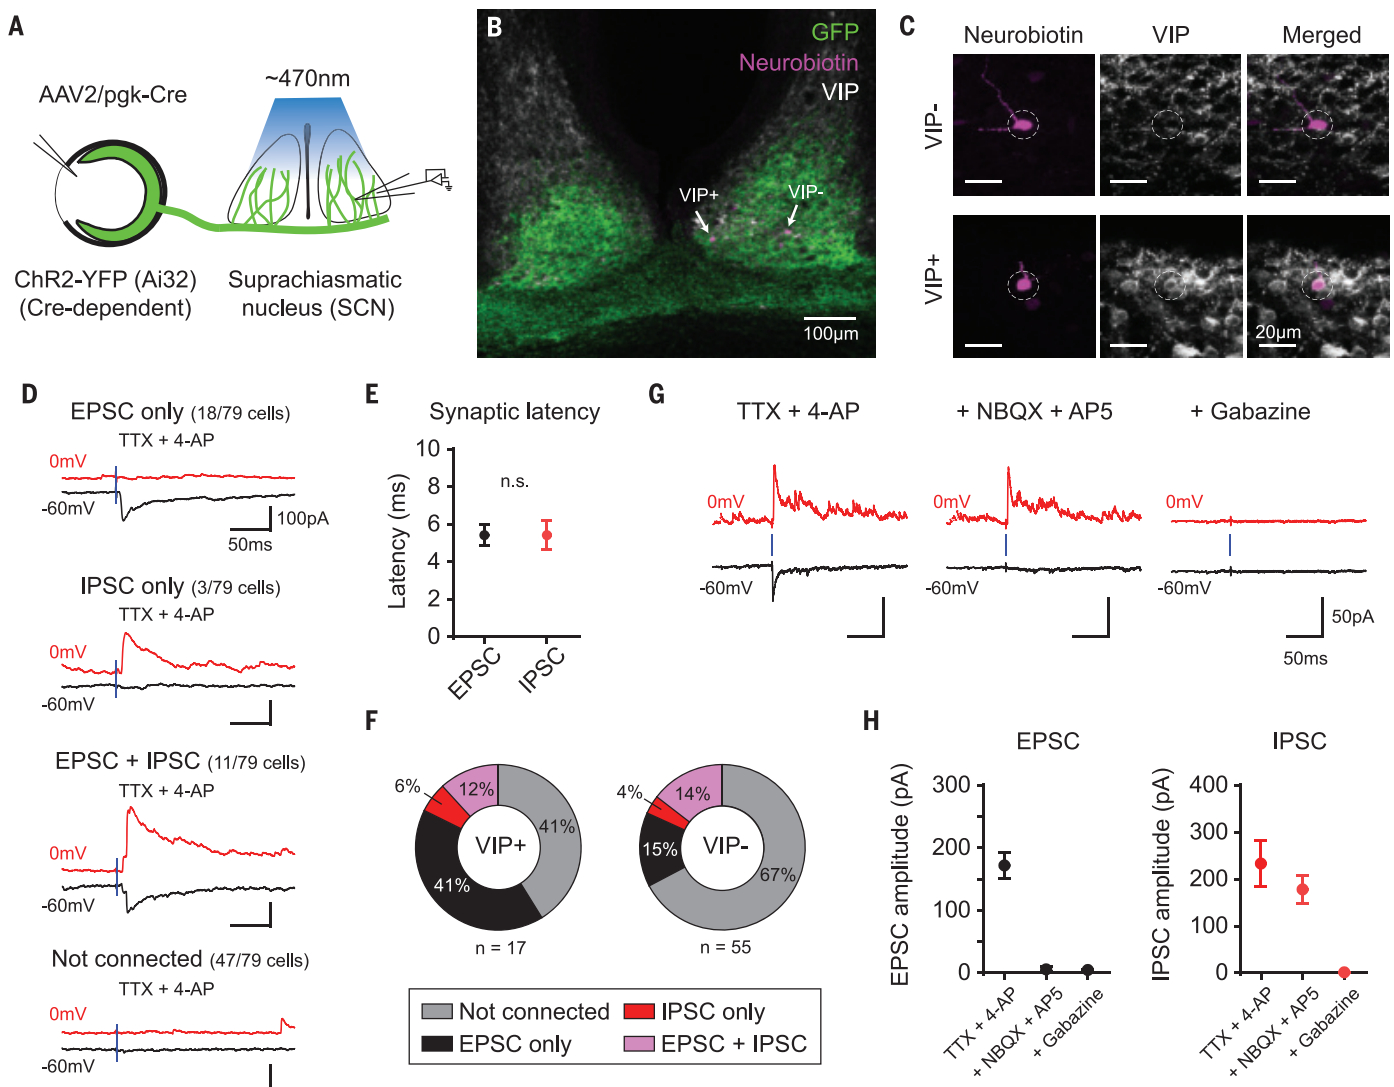 A
AAV2/pgk-Cre
~470nm
ChR2-YFP (Ai32)
(Cre-dependent)
Suprachiasmatic
nucleus (SCN)
B
GFP
Neurobiotin
VIP
VIP+
VIP-
100µm
C
Neurobiotin
VIP
Merged
VIP-
VIP+
20µm
D
EPSC only (18/79 cells)
TTX + 4-AP
0mV
-60mV
100pA
50ms
IPSC only (3/79 cells)
TTX + 4-AP
0mV
-60mV
EPSC + IPSC (11/79 cells)
TTX + 4-AP
0mV
-60mV
Not connected (47/79 cells)
TTX + 4-AP
0mV
-60mV
E
Synaptic latency
Latency (ms)
10
8
6
4
2
0
n.s.
EPSC
IPSC
F
6%
12%
41%
41%
VIP+
n = 17
4%
14%
15%
67%
VIP-
n = 55
Not connected
IPSC only
EPSC only
EPSC + IPSC
G
TTX + 4-AP
+ NBQX + AP5
+ Gabazine
0mV
0mV
0mV
-60mV
-60mV
-60mV
50pA
50ms
H
EPSC
EPSC amplitude (pA)
300
200
100
0
TTX + 4-AP
+ NBQX + AP5
+ Gabazine
IPSC
IPSC amplitude (pA)
400
300
200
100
0
TTX + 4-AP
+ NBQX + AP5
+ Gabazine